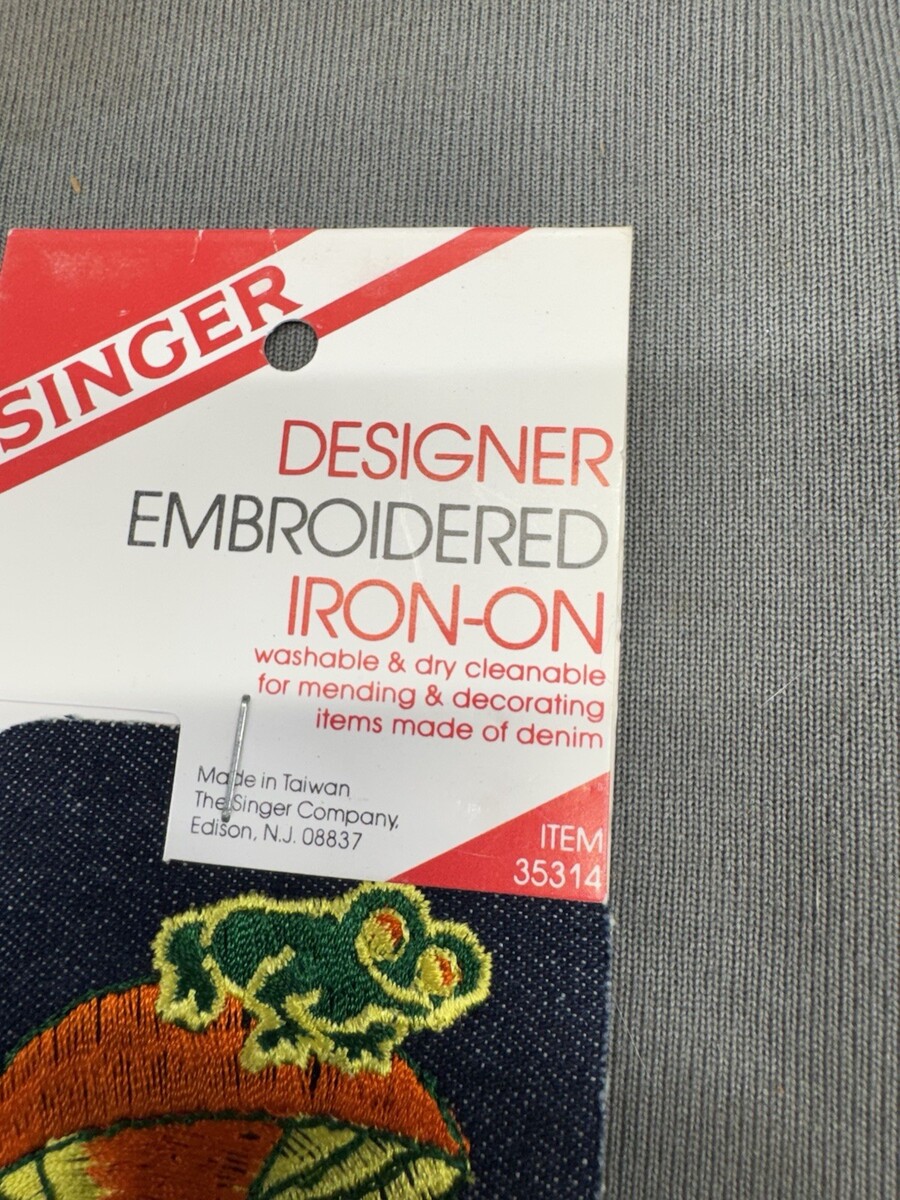 SINGER
DESIGNER
EMBROIDERED
IRON-ON
washable & dry cleanable
for mending & decorating
items made of denim
Made in Taiwan
The Singer Company,
Edison, N.J. 08837
ITEM
35314